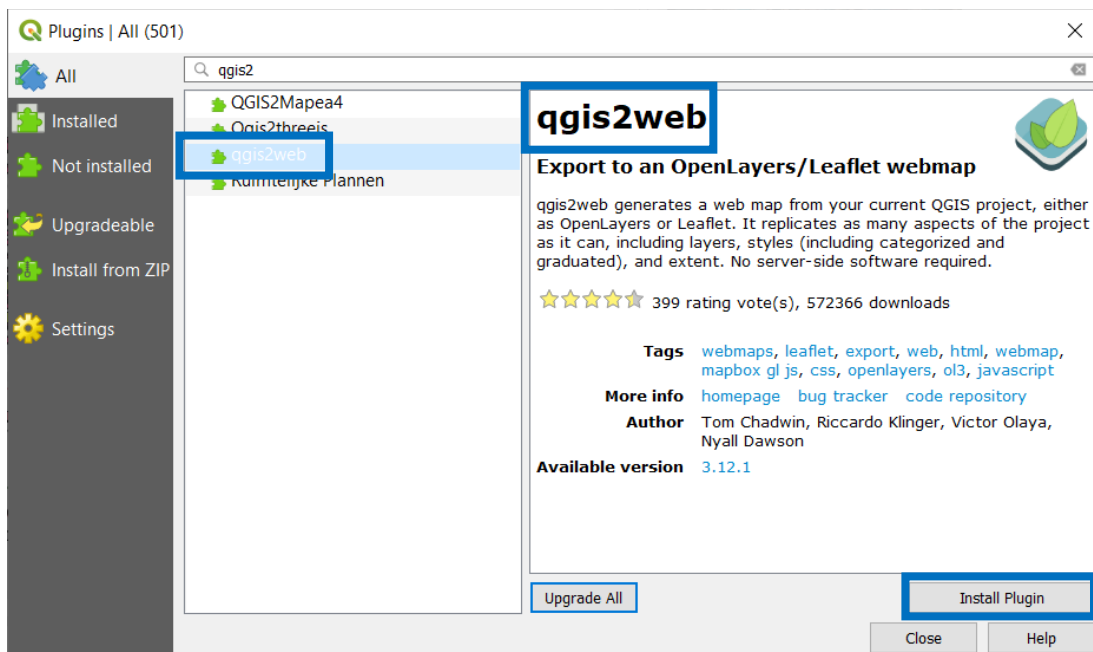 Plugins | All (501)
All
Installed
Not installed
Upgradeable
Install from ZIP
Settings
qgis2
QGIS2Mapea4
Qgis2threejs
qgis2web
Ruimtelijke Plannen
qgis2web
Export to an OpenLayers/Leaflet webmap
qgis2web generates a web map from your current QGIS project, either
as OpenLayers or Leaflet. It replicates as many aspects of the project
as it can, including layers, styles (including categorized and
graduated), and extent. No server-side software required.
399 rating vote(s), 572366 downloads
Tags webmaps, leaflet, export, web, html, webmap,
mapbox gl js, css, openlayers, ol3, javascript
More info homepage bug tracker code repository
Author Tom Chadwin, Riccardo Klinger, Victor Olaya,
Nyall Dawson
Available version 3.12.1
Upgrade All
Install Plugin
Close
Help